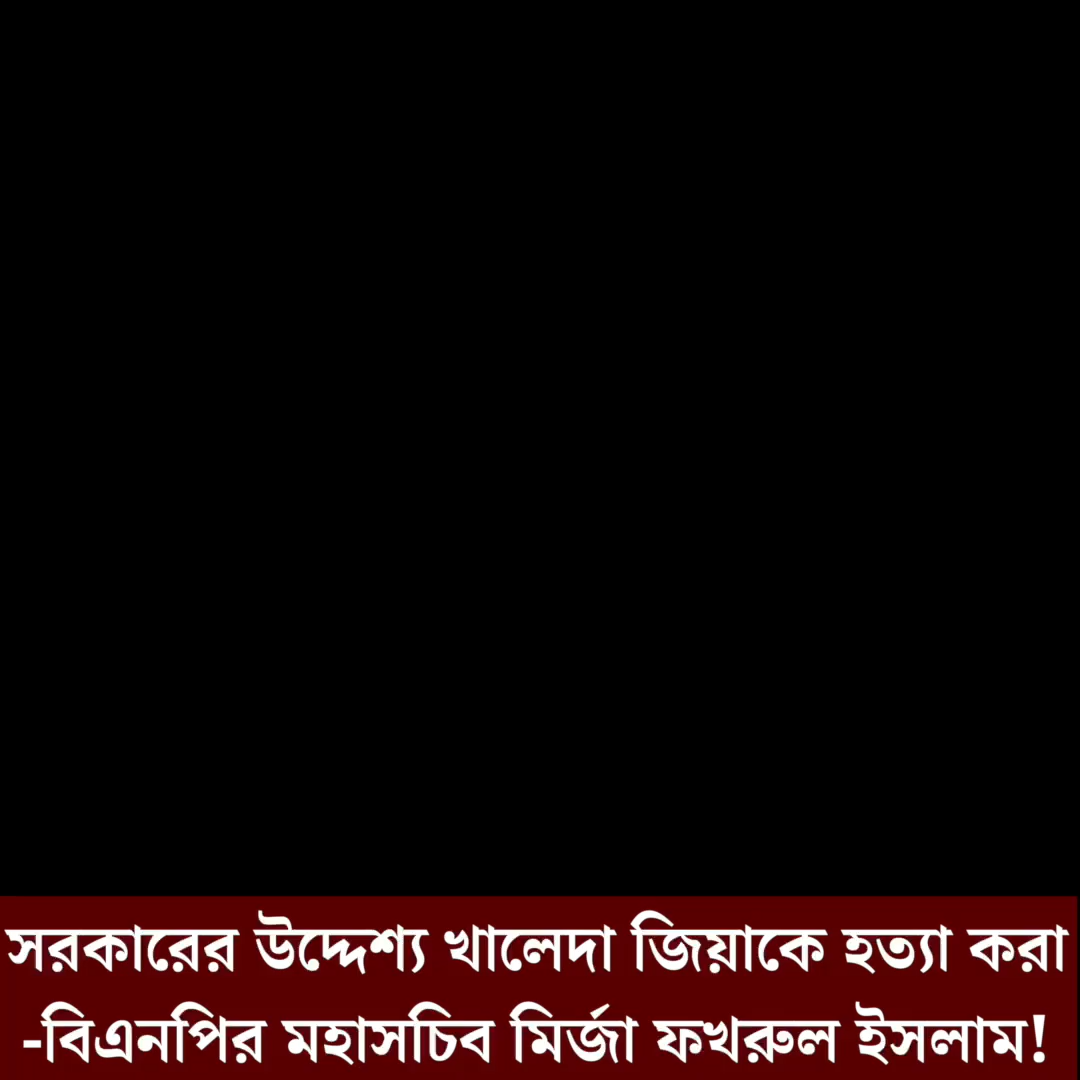 সরকারের উদ্দেশ্য খালেদা জিয়াকে হত্যা করা
-বিএনপির মহাসচিব মির্জা ফখরুল ইসলাম!